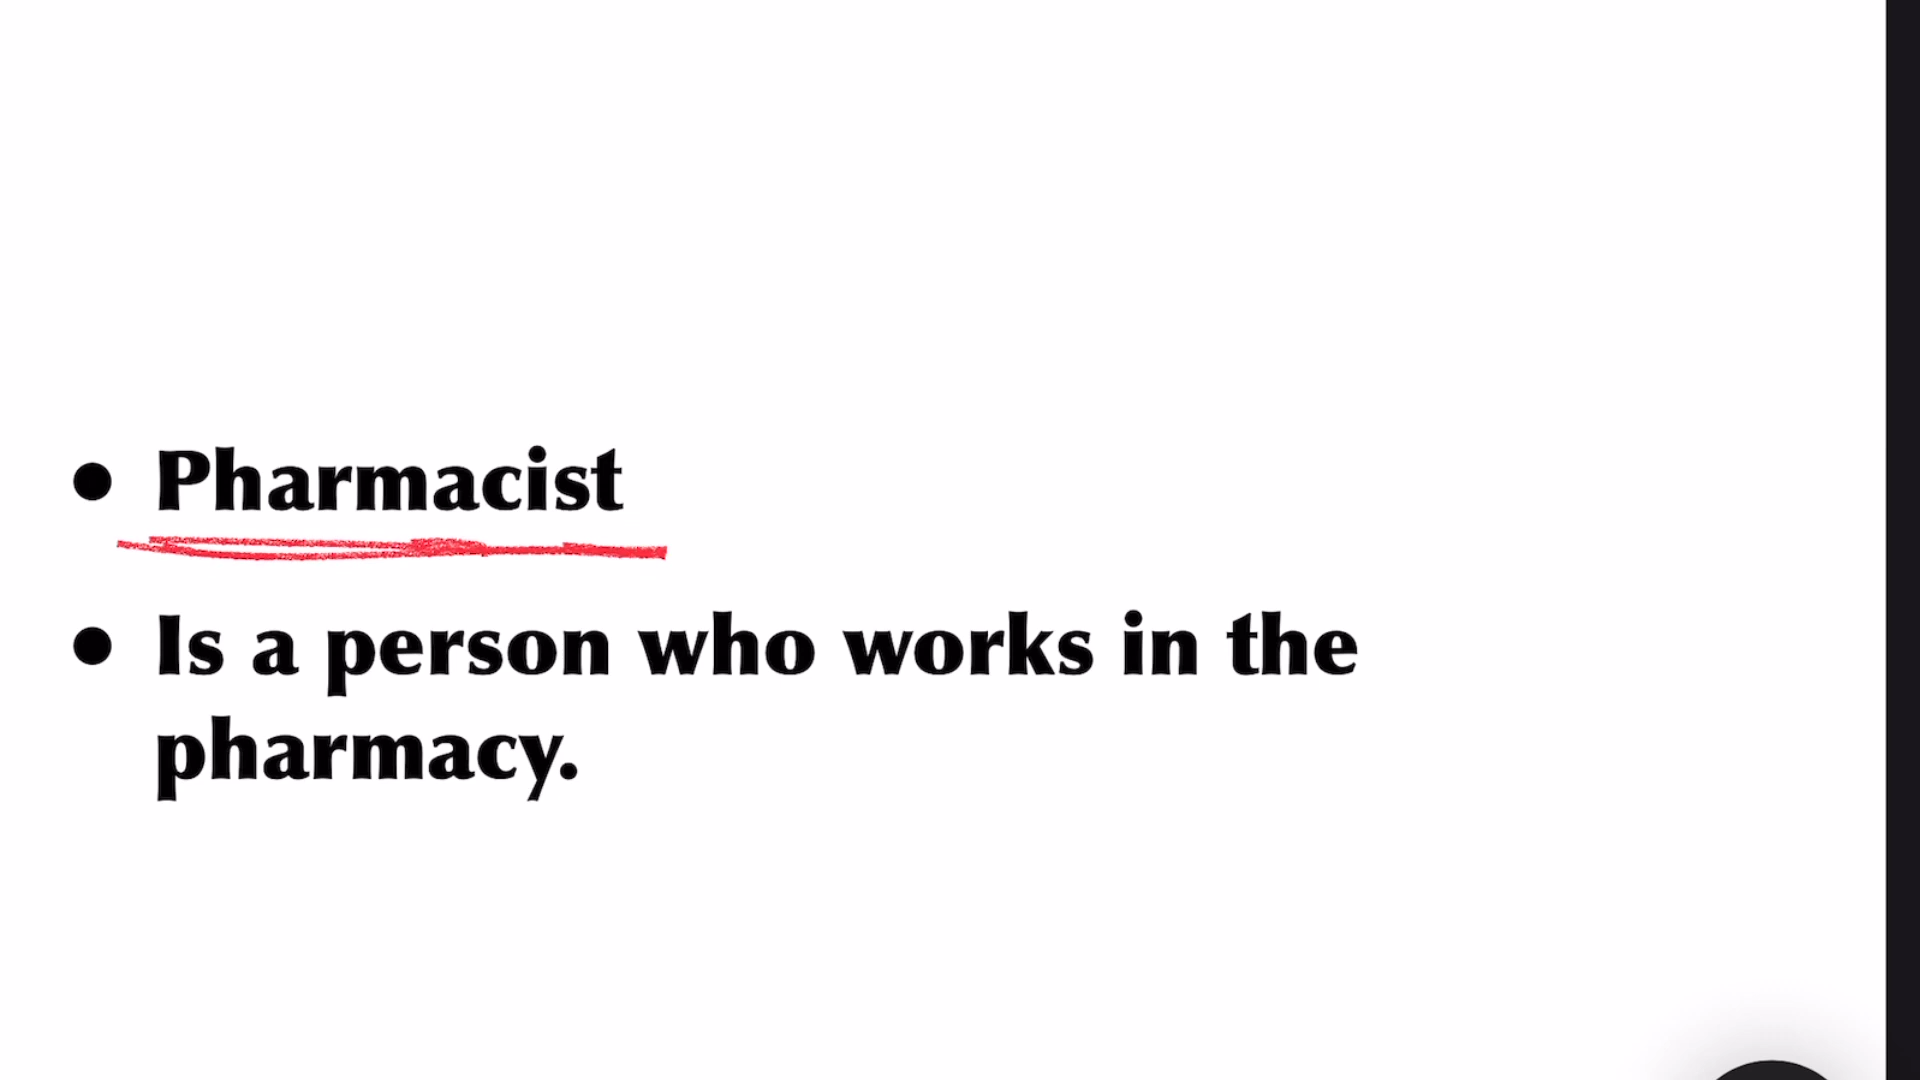 • Pharmacist
• Is a person who works in the
pharmacy.